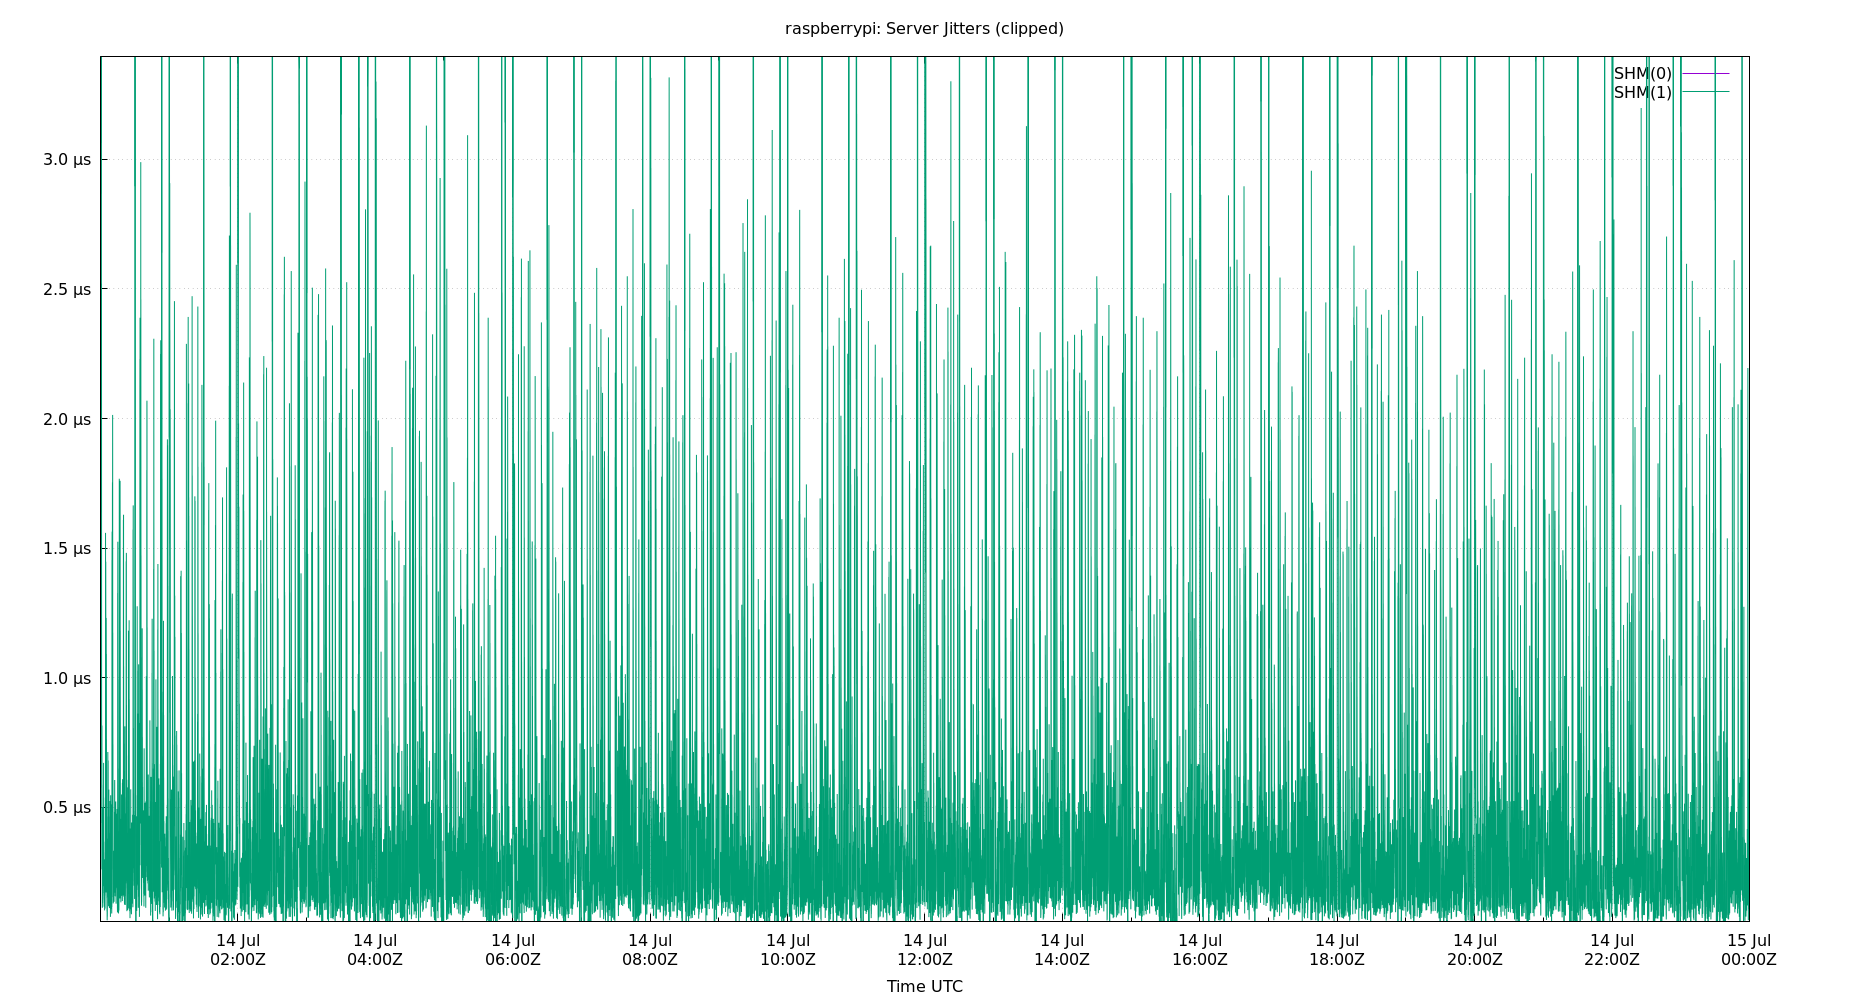 raspberrypi: Server Jitters (clipped)
SHM(0)
SHM(1)
3.0 µs
2.5 µs
2.0 µs
1.5 µs
1.0 µs
0.5 µs
14 Jul 14 Jul 14 Jul 14 Jul 14 Jul 14 Jul 14 Jul 14 Jul 14 Jul 14 Jul 14 Jul 15 Jul
02:00Z 04:00Z 06:00Z 08:00Z 10:00Z 12:00Z 14:00Z 16:00Z 18:00Z 20:00Z 22:00Z 00:00Z
Time UTC